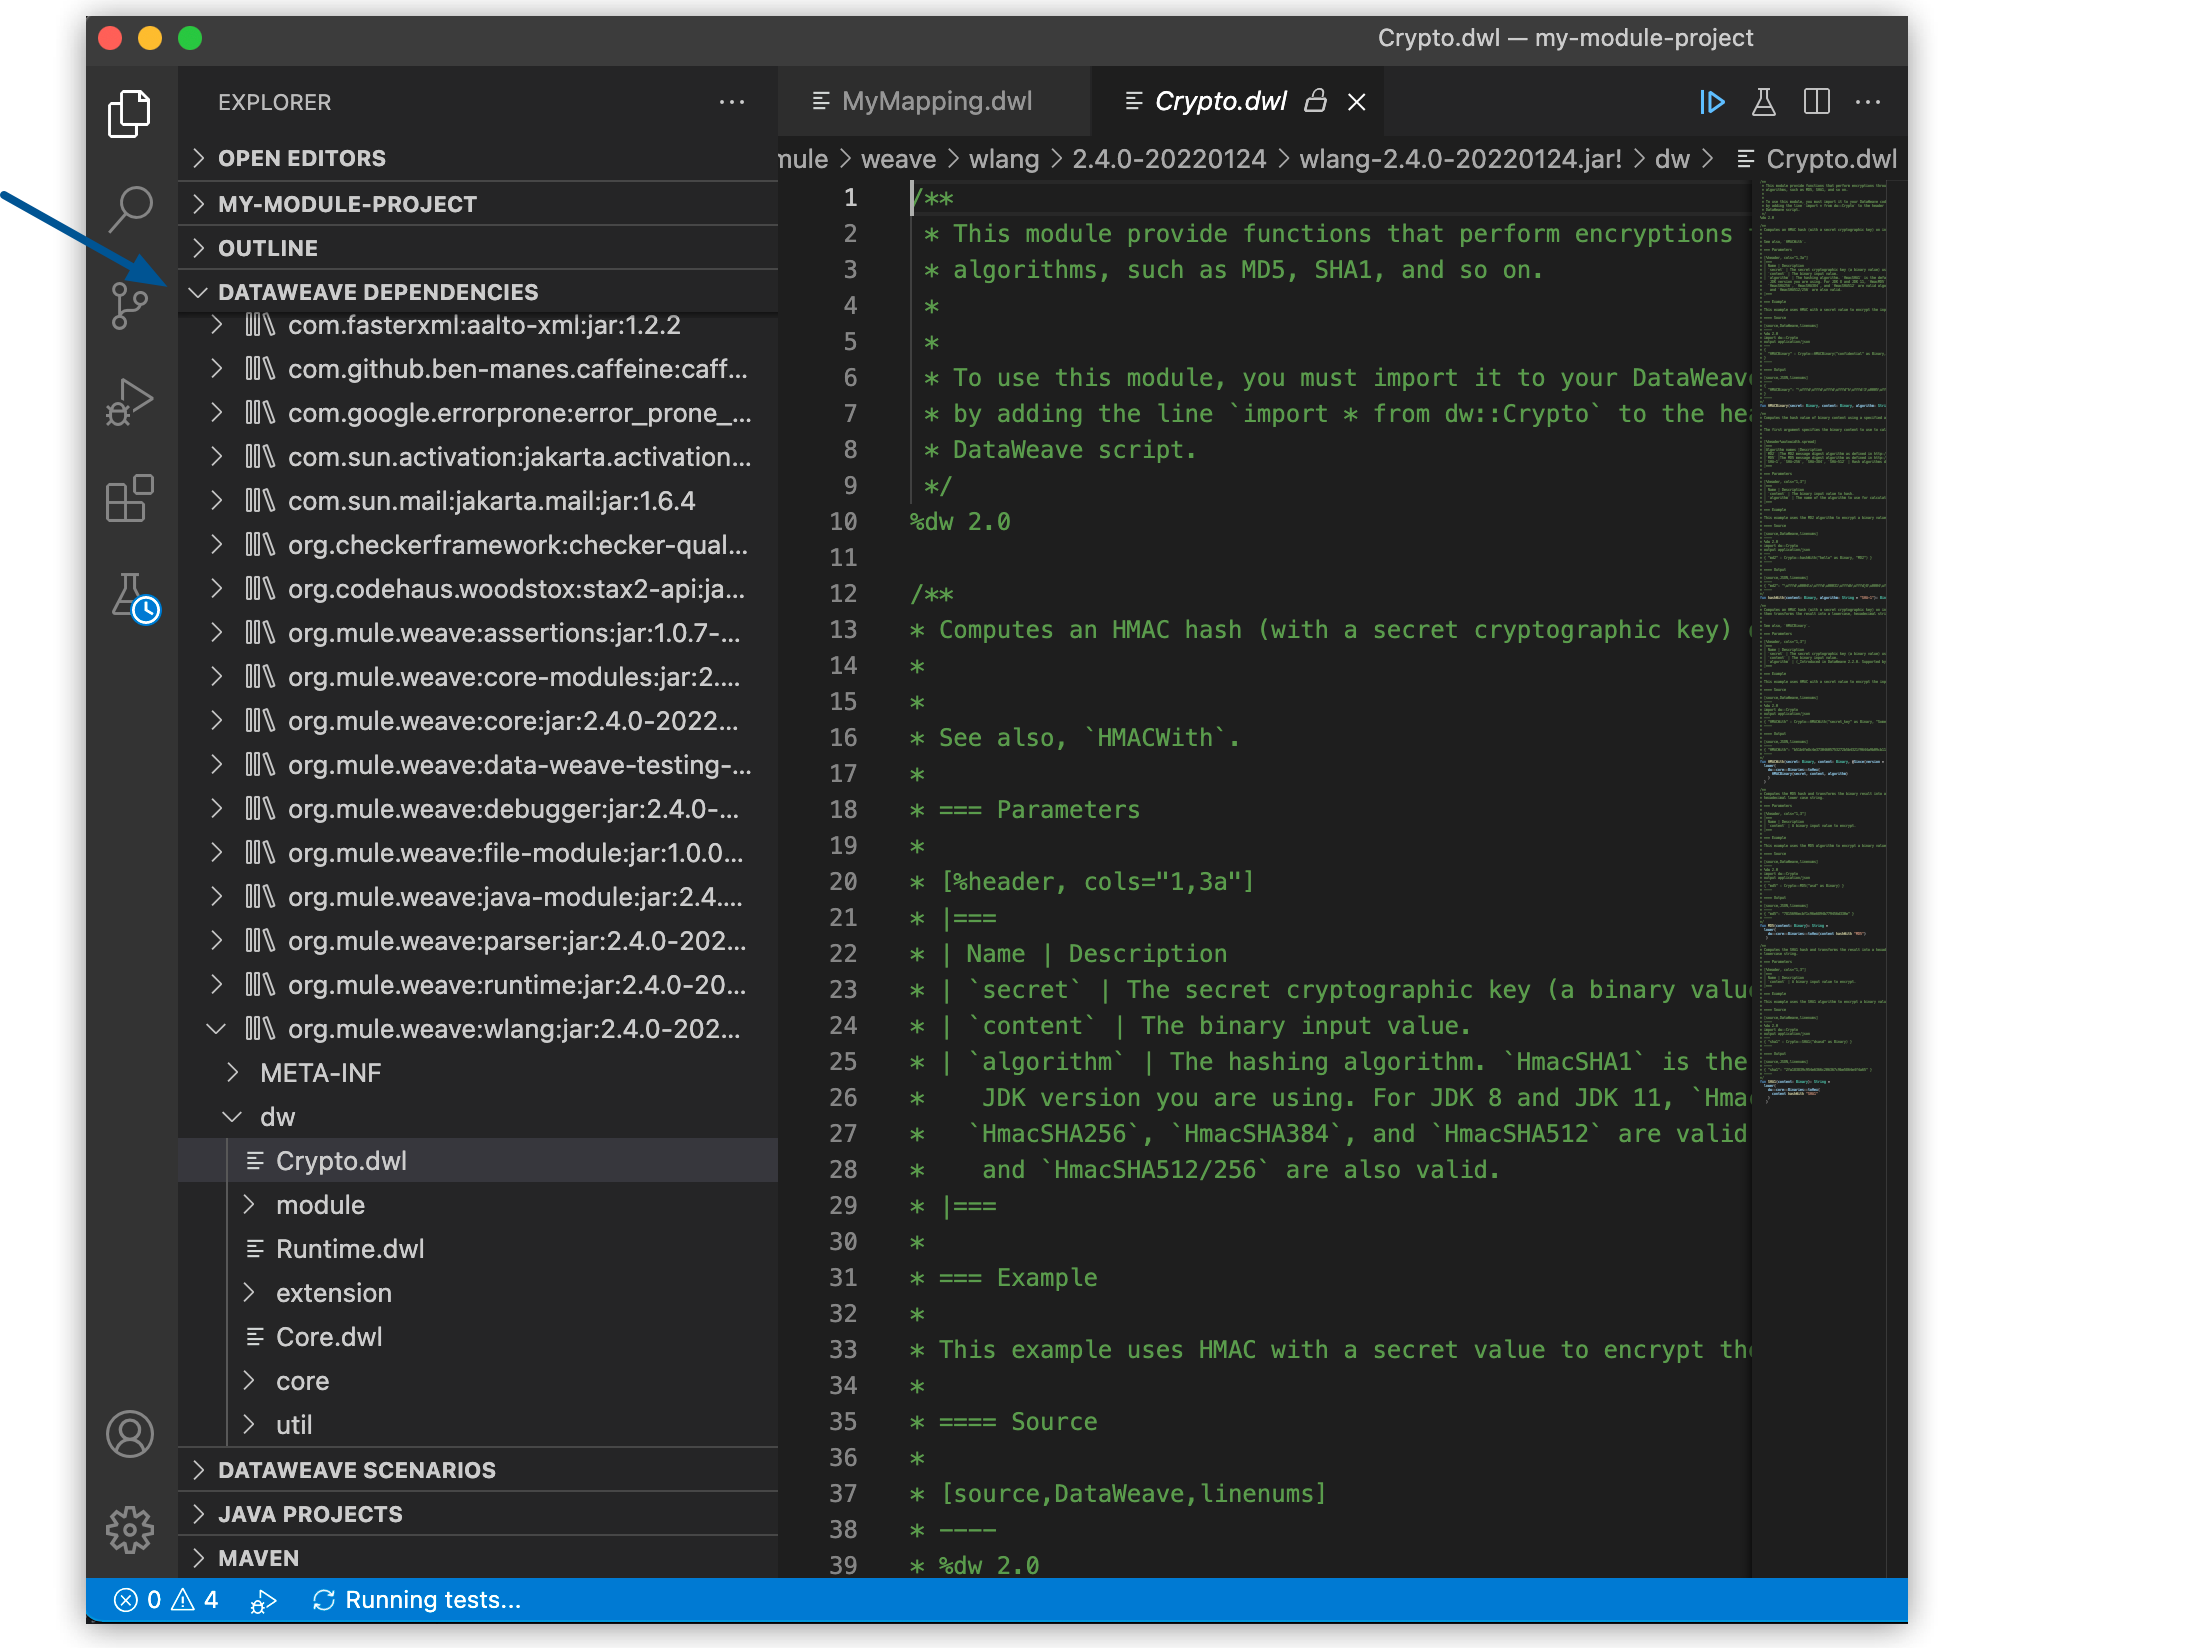 Crypto.dwl — my-module-project
EXPLORER
OPEN EDITORS
MY-MODULE-PROJECT
OUTLINE
DATAWEAVE DEPENDENCIES
com.fasterxml:aalto-xml:jar:1.2.2
com.github.ben-manes.caffeine:caff...
com.google.errorprone:error_prone_...
com.sun.activation:jakarta.activation...
com.sun.mail:jakarta.mail:jar:1.6.4
org.checkerframework:checker-qual...
org.codehaus.woodstox:stax2-api:ja...
org.mule.weave:assertions:jar:1.0.7-...
org.mule.weave:core-modules:jar:2....
org.mule.weave:core:jar:2.4.0-2022...
org.mule.weave:data-weave-testing-...
org.mule.weave:debugger:jar:2.4.0-...
org.mule.weave:file-module:jar:1.0.0...
org.mule.weave:java-module:jar:2.4....
org.mule.weave:parser:jar:2.4.0-202...
org.mule.weave:runtime:jar:2.4.0-20...
org.mule.weave:wlang:jar:2.4.0-202...
META-INF
dw
Crypto.dwl
module
Runtime.dwl
extension
Core.dwl
core
util
DATAWEAVE SCENARIOS
JAVA PROJECTS
MAVEN
MyMapping.dwl
Crypto.dwl
mule > weave > wlang > 2.4.0-20220124 > wlang-2.4.0-20220124.jar! > dw > Crypto.dwl
1 /**
2 * This module provide functions that perform encryptions
3 * algorithms, such as MD5, SHA1, and so on.
4 *
5 *
6 * To use this module, you must import it to your DataWeave
7 * by adding the line `import * from dw::Crypto` to the hea
8 * DataWeave script.
9 */
10 %dw 2.0
11
12 /**
13 * Computes an HMAC hash (with a secret cryptographic key)
14 *
15 *
16 * See also, `HMACWith`.
17 *
18 * === Parameters
19 *
20 * [%header, cols="1,3a"]
21 * |===
22 * | Name | Description
23 * | `secret` | The secret cryptographic key (a binary valu
24 * | `content` | The binary input value.
25 * | `algorithm` | The hashing algorithm. `HmacSHA1` is the
26 * JDK version you are using. For JDK 8 and JDK 11, `Hma
27 * `HmacSHA256`, `HmacSHA384`, and `HmacSHA512` are valid
28 * and `HmacSHA512/256` are also valid.
29 * |===
30 *
31 * === Example
32 *
33 * This example uses HMAC with a secret value to encrypt the
34 *
35 * ==== Source
36 *
37 * [source,DataWeave,linenums]
38 * ----
39 * %dw 2.0
0 4 Running tests...